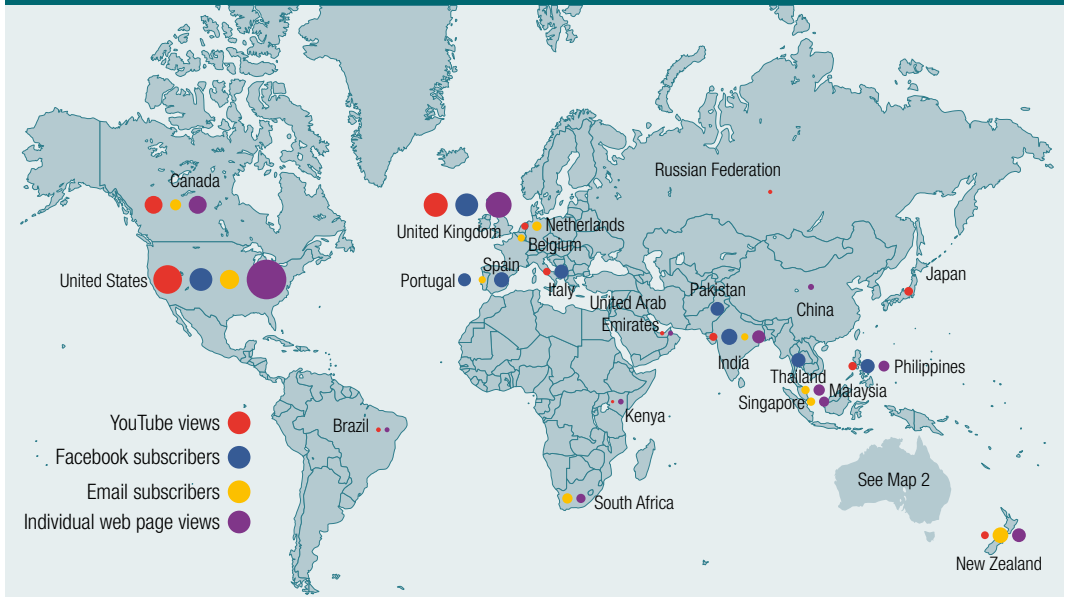 Russian Federation
Canada
United Kingdom
Netherlands
Belgium
United States
Portugal
Spain
Italy
United Arab
Emirates
Pakistan
China
Japan
India
Thailand
Philippines
Malaysia
Singapore
Kenya
Brazil
YouTube views
Facebook subscribers
Email subscribers
Individual web page views
South Africa
See Map 2
New Zealand